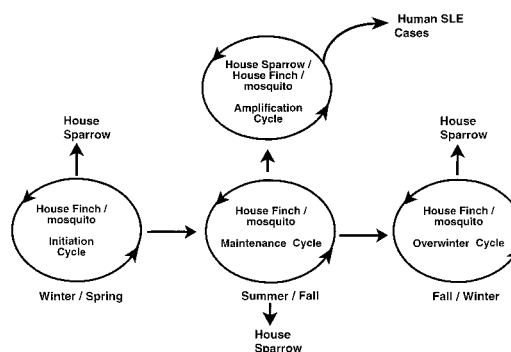 Human SLE
Cases
House Sparrow /
House Finch /
mosquito
Amplification
Cycle
House
Sparrow
House
Sparrow
House Finch /
mosquito
Initiation
Cycle
House Finch /
mosquito
Maintenance Cycle
House Finch /
mosquito
Overwinter Cycle
Winter / Spring
Summer / Fall
Fall / Winter
House
Sparrow